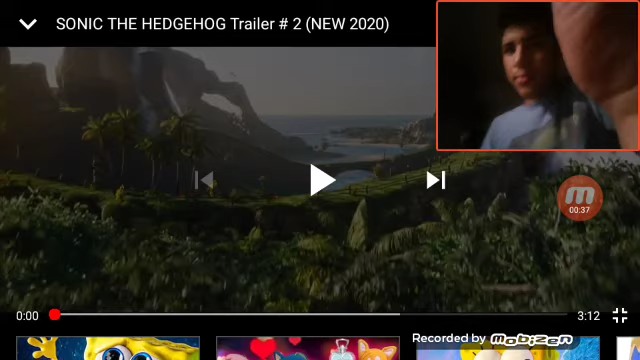 SONIC THE HEDGEHOG Trailer # 2 (NEW 2020)
00:37
0:00
3:12
Recorded by mobizen